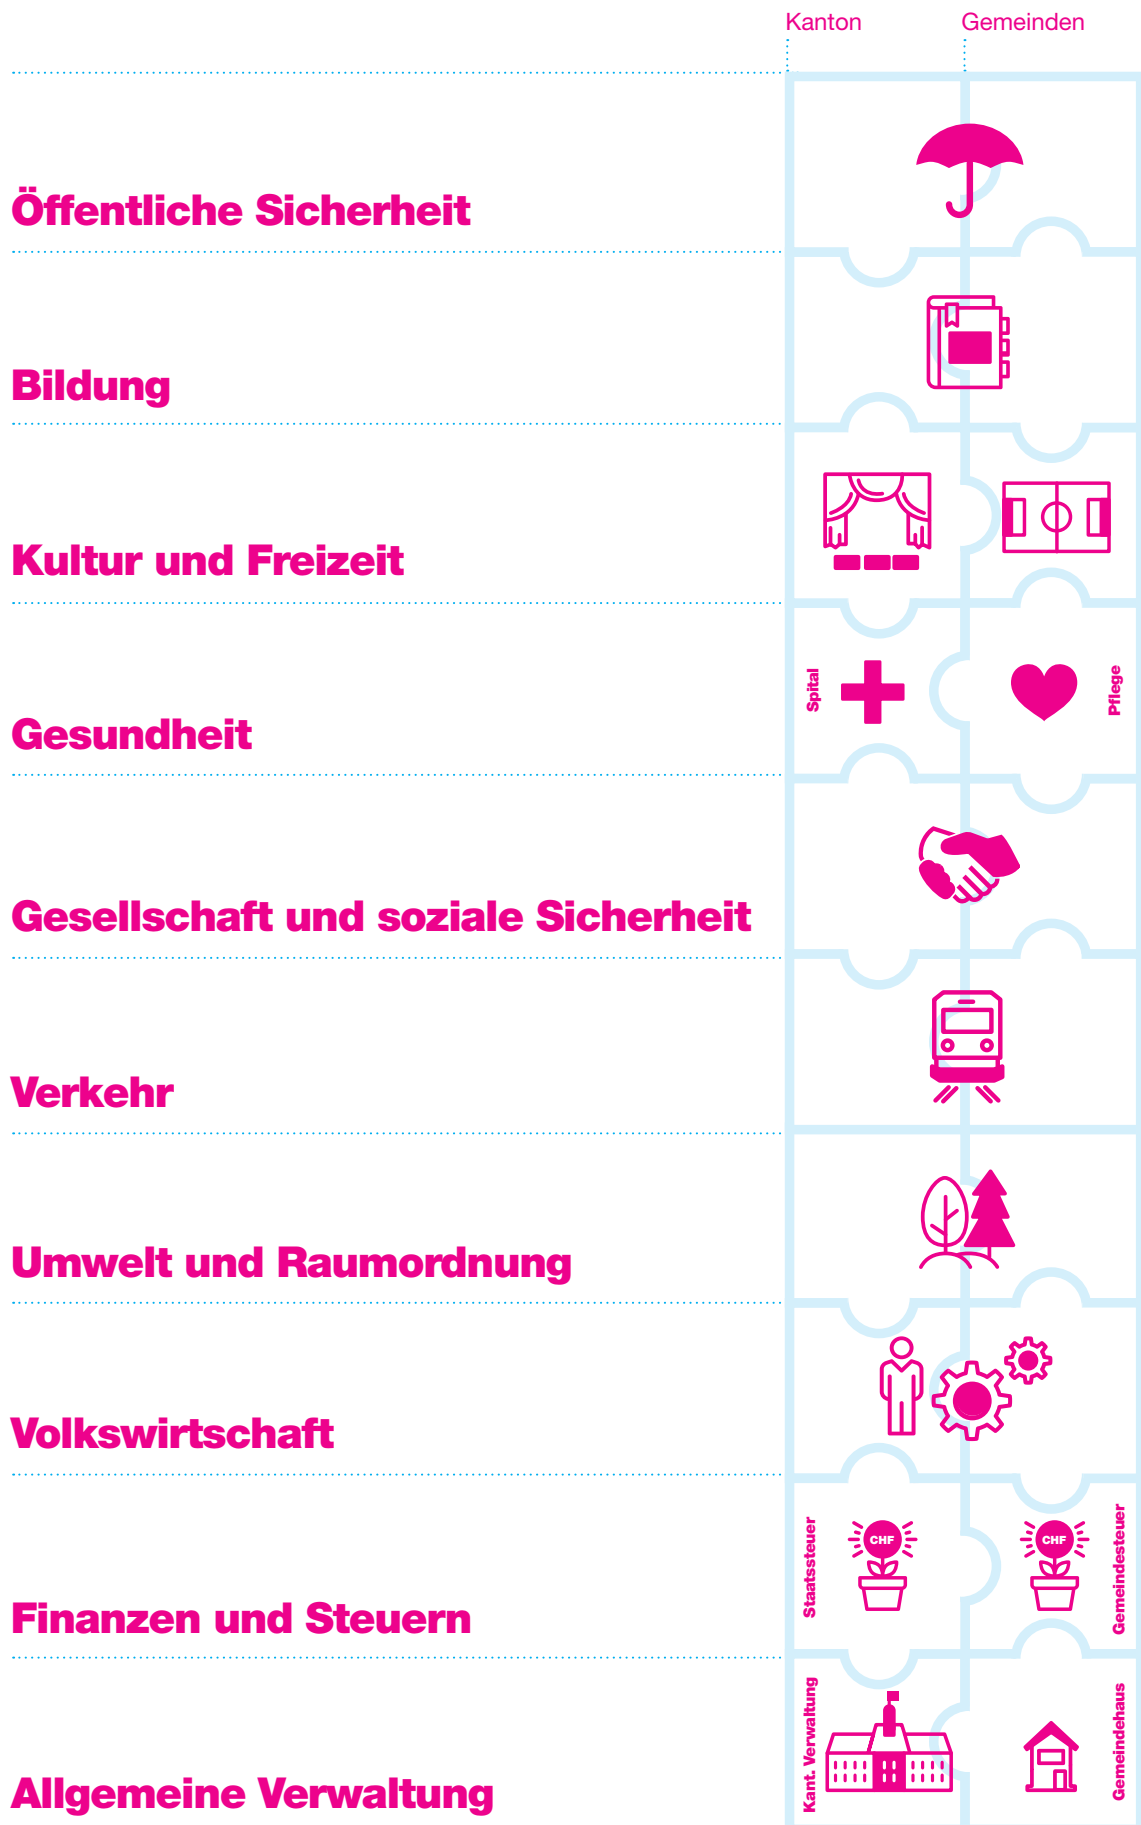 Kanton Gemeinden
Öffentliche Sicherheit
Bildung
Kultur und Freizeit
Spital
Pflege
Gesundheit
Gesellschaft und soziale Sicherheit
Verkehr
Umwelt und Raumordnung
Volkswirtschaft
Staatssteuer
CHF
CHF
Gemeindesteuer
Finanzen und Steuern
Kant. Verwaltung
Gemeindehaus
Allgemeine Verwaltung